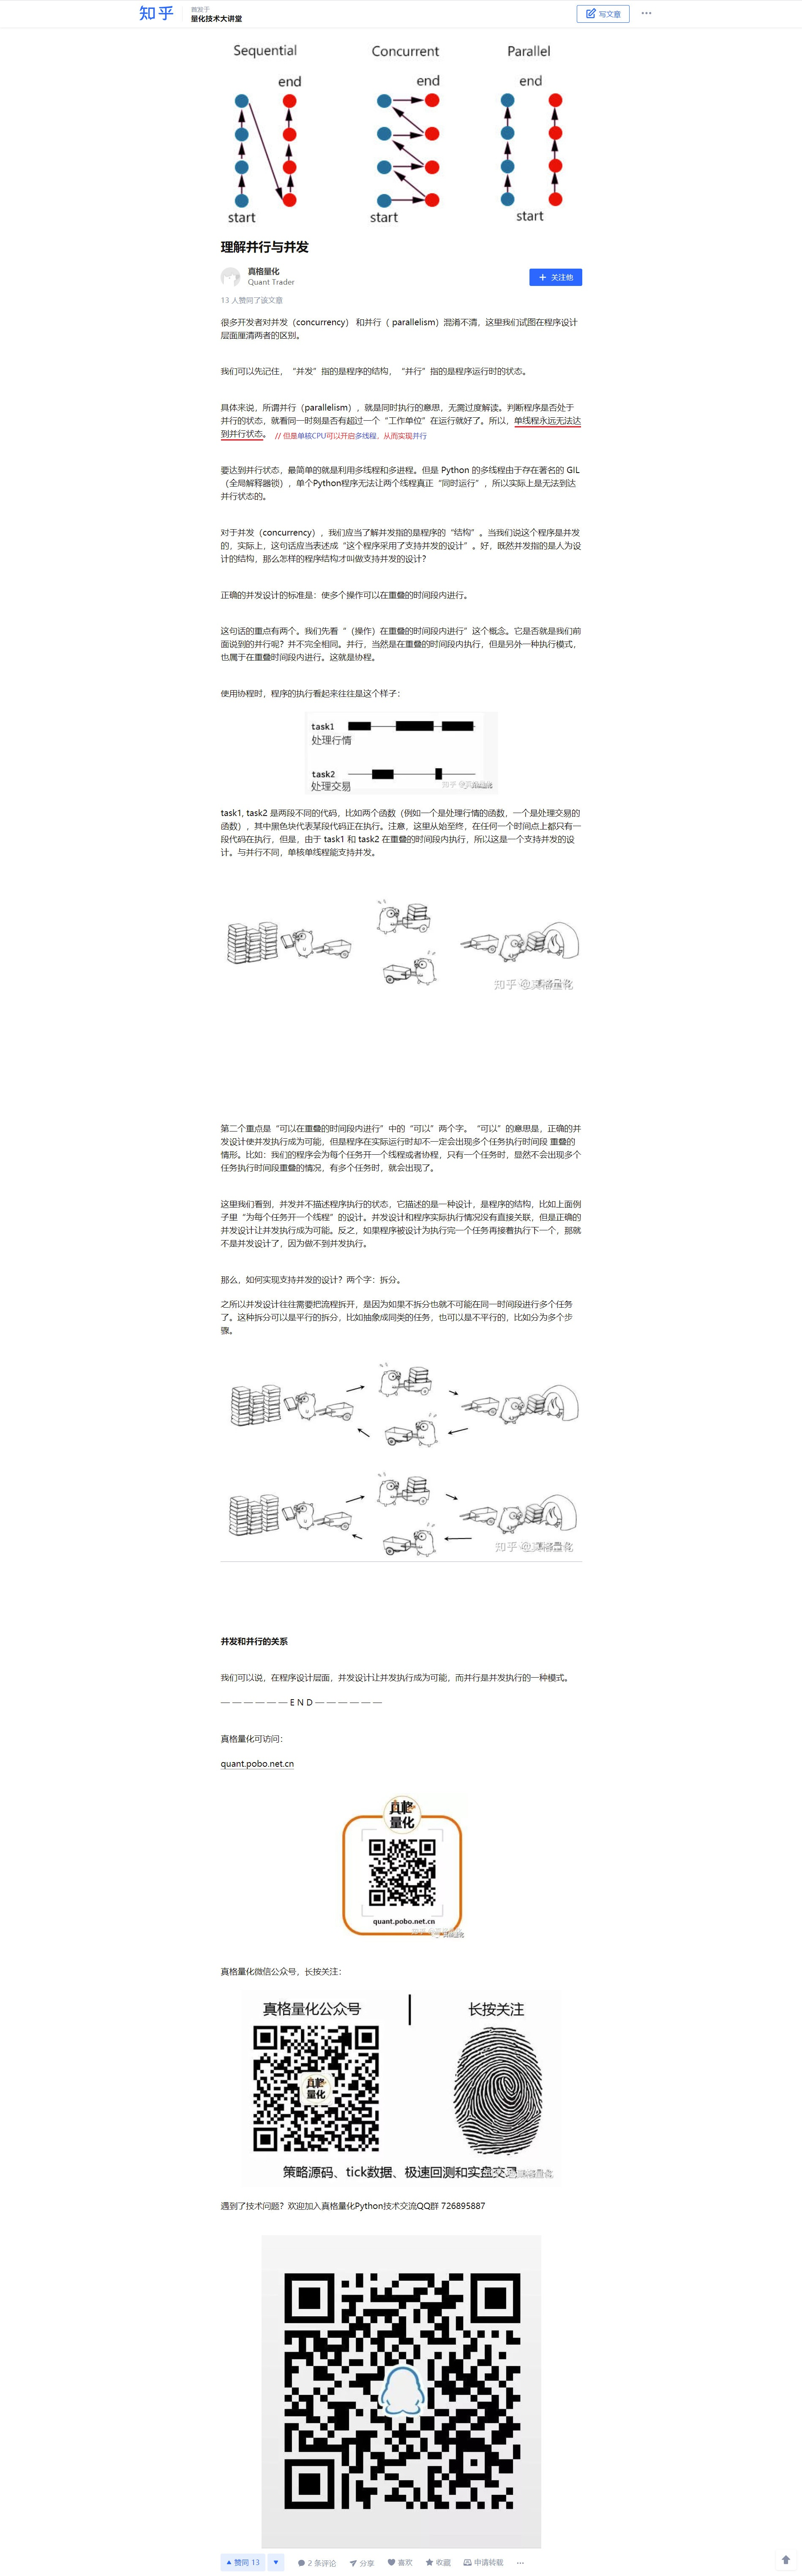 知乎
首发于
量化技术大讲堂
写文章
Sequential
Concurrent
Parallel
end
end
end
start
start
start
理解并行与并发
真格量化
Quant Trader
关注他
13 人赞同了该文章
很多开发者对并发（concurrency） 和并行（ parallelism）混淆不清，这里我们试图在程序设计
层面厘清两者的区别。
我们可以先记住，“并发”指的是程序的结构，“并行”指的是程序运行时的状态。
具体来说，所谓并行（parallelism），就是同时执行的意思，无需过度解读。判断程序是否处于
并行的状态，就看同一时刻是否有超过一个“工作单位”在运行就好了。所以，单线程永远无法达
到并行状态。 // 但是单核CPU可以开启多线程，从而实现并行
要达到并行状态，最简单的就是利用多线程和多进程。但是 Python 的多线程由于存在著名的 GIL
（全局解释器锁），单个Python程序无法让两个线程真正“同时运行”，所以实际上是无法到达
并行状态的。
对于并发（concurrency），我们应当了解并发指的是程序的“结构”。当我们说这个程序是并发
的，实际上，这句话应当表述成“这个程序采用了支持并发的设计”。好，既然并发指的是人为设
计的结构，那么怎样的程序结构才叫做支持并发的设计？
正确的并发设计的标准是：使多个操作可以在重叠的时间段内进行。
这句话的重点有两个。我们先看“（操作）在重叠的时间段内进行”这个概念。它是否就是我们前
面说到的并行呢？并不完全相同。并行，当然是在重叠的时间段内执行，但是另外一种执行模式，
也属于在重叠时间段内进行。这就是协程。
使用协程时，程序的执行看起来往往是这个样子：
task1
处理行情
task2
处理交易
知乎 @真格量化
task1, task2 是两段不同的代码，比如两个函数（例如一个是处理行情的函数，一个是处理交易的
函数），其中黑色块代表某段代码正在执行。注意，这里从始至终，在任何一个时间点上都只有一
段代码在执行，但是，由于 task1 和 task2 在重叠的时间段内执行，所以这是一个支持并发的设
计。与并行不同，单核单线程能支持并发。
知乎 @真格量化
第二个重点是“可以在重叠的时间段内进行”中的“可以”两个字。“可以”的意思是，正确的并
发设计使并发执行成为可能，但是程序在实际运行时却不一定会出现多个任务执行时间段 重叠的
情形。比如：我们的程序会为每个任务开一个线程或者协程，只有一个任务时，显然不会出现多个
任务执行时间段重叠的情况，有多个任务时，就会出现了。
这里我们看到，并发并不描述程序执行的状态，它描述的是一种设计，是程序的结构，比如上面例
子里“为每个任务开一个线程”的设计。并发设计和程序实际执行情况没有直接关联，但是正确的
并发设计让并发执行成为可能。反之，如果程序被设计为执行完一个任务再接着执行下一个，那就
不是并发设计了，因为做不到并发执行。
那么，如何实现支持并发的设计？两个字：拆分。
之所以并发设计往往需要把流程拆开，是因为如果不拆分也就不可能在同一时间段进行多个任务
了。这种拆分可以是平行的拆分，比如抽象成同类的任务，也可以是不平行的，比如分为多个步
骤。
知乎 @真格量化
并发和并行的关系
我们可以说，在程序设计层面，并发设计让并发执行成为可能，而并行是并发执行的一种模式。
— — — — — — E N D — — — — — —
真格量化可访问：
quant.pobo.net.cn
真格
量化
quant.pobo.net.cn
知乎 @真格量化
真格量化微信公众号，长按关注：
真格量化公众号
长按关注
真格
量化
策略源码、tick数据、极速回测和实盘交易
知乎 @真格量化
遇到了技术问题？欢迎加入真格量化Python技术交流QQ群 726895887
赞同 13
2 条评论
分享
喜欢
收藏
申请转载